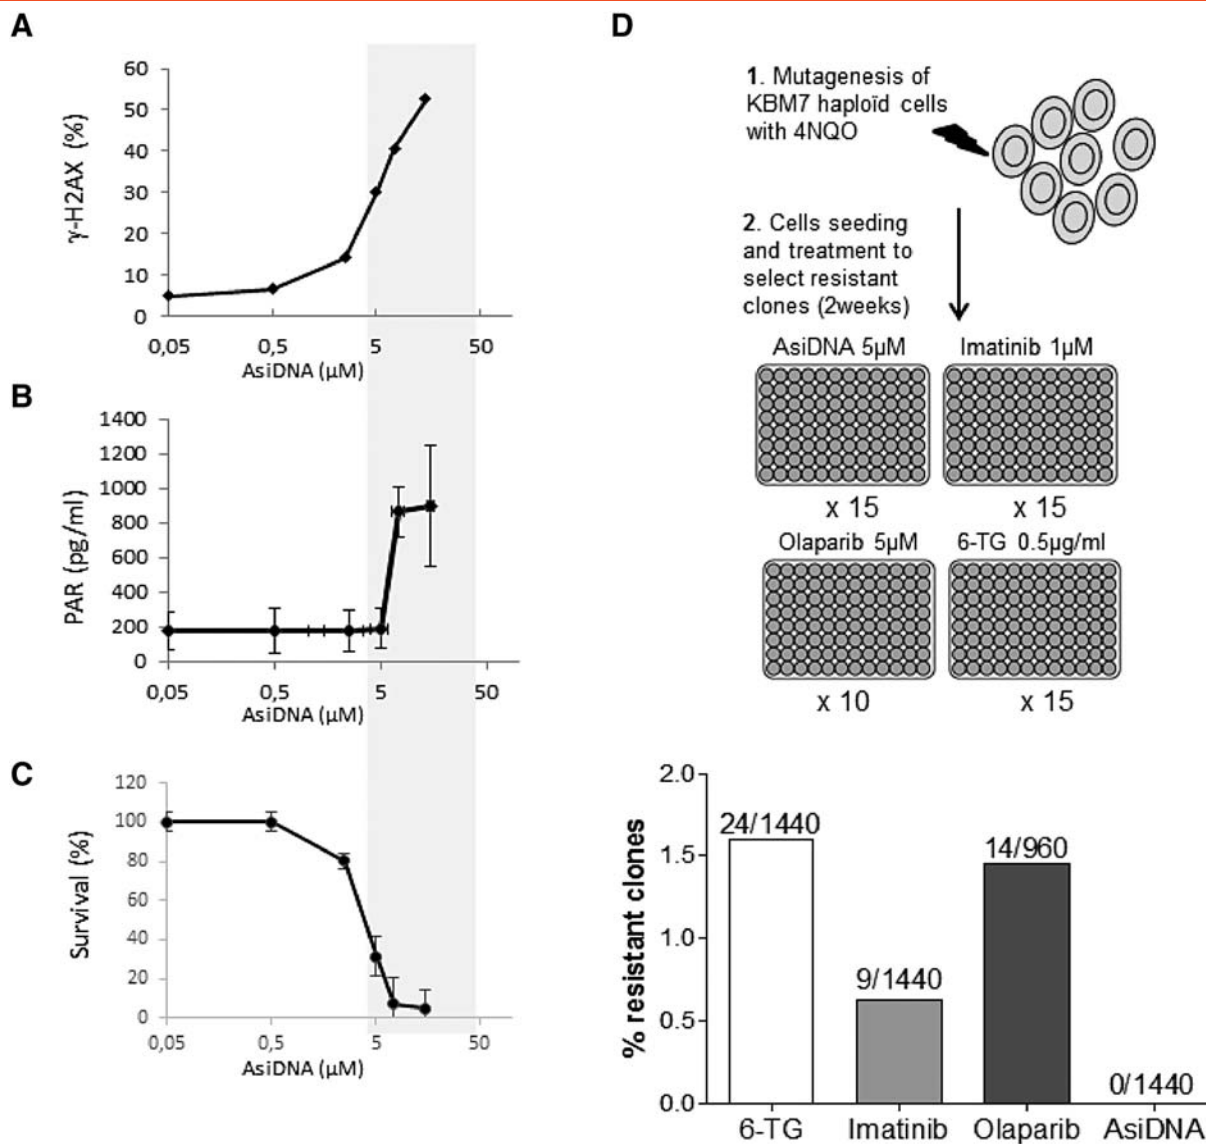 A
60
50
40
30
20
10
0
γ-H2AX (%)
0,05 0,5 5 50
AsiDNA (μM)
B
1400
1200
1000
800
600
400
200
0
PAR (pg/ml)
0,05 0,5 5 50
AsiDNA (μM)
C
120
100
80
60
40
20
0
Survival (%)
0,05 0,5 5 50
AsiDNA (μM)
D
1. Mutagenesis of
KBM7 haploïd cells
with 4NQO
2. Cells seeding
and treatment to
select resistant
clones (2weeks)
AsiDNA 5μM Imatinib 1μM
x 15 x 15
Olaparib 5μM 6-TG 0.5μg/ml
x 10 x 15
2.0
1.5
1.0
0.5
0.0
% resistant clones
24/1440
9/1440
14/960
0/1440
6-TG Imatinib Olaparib AsiDNA